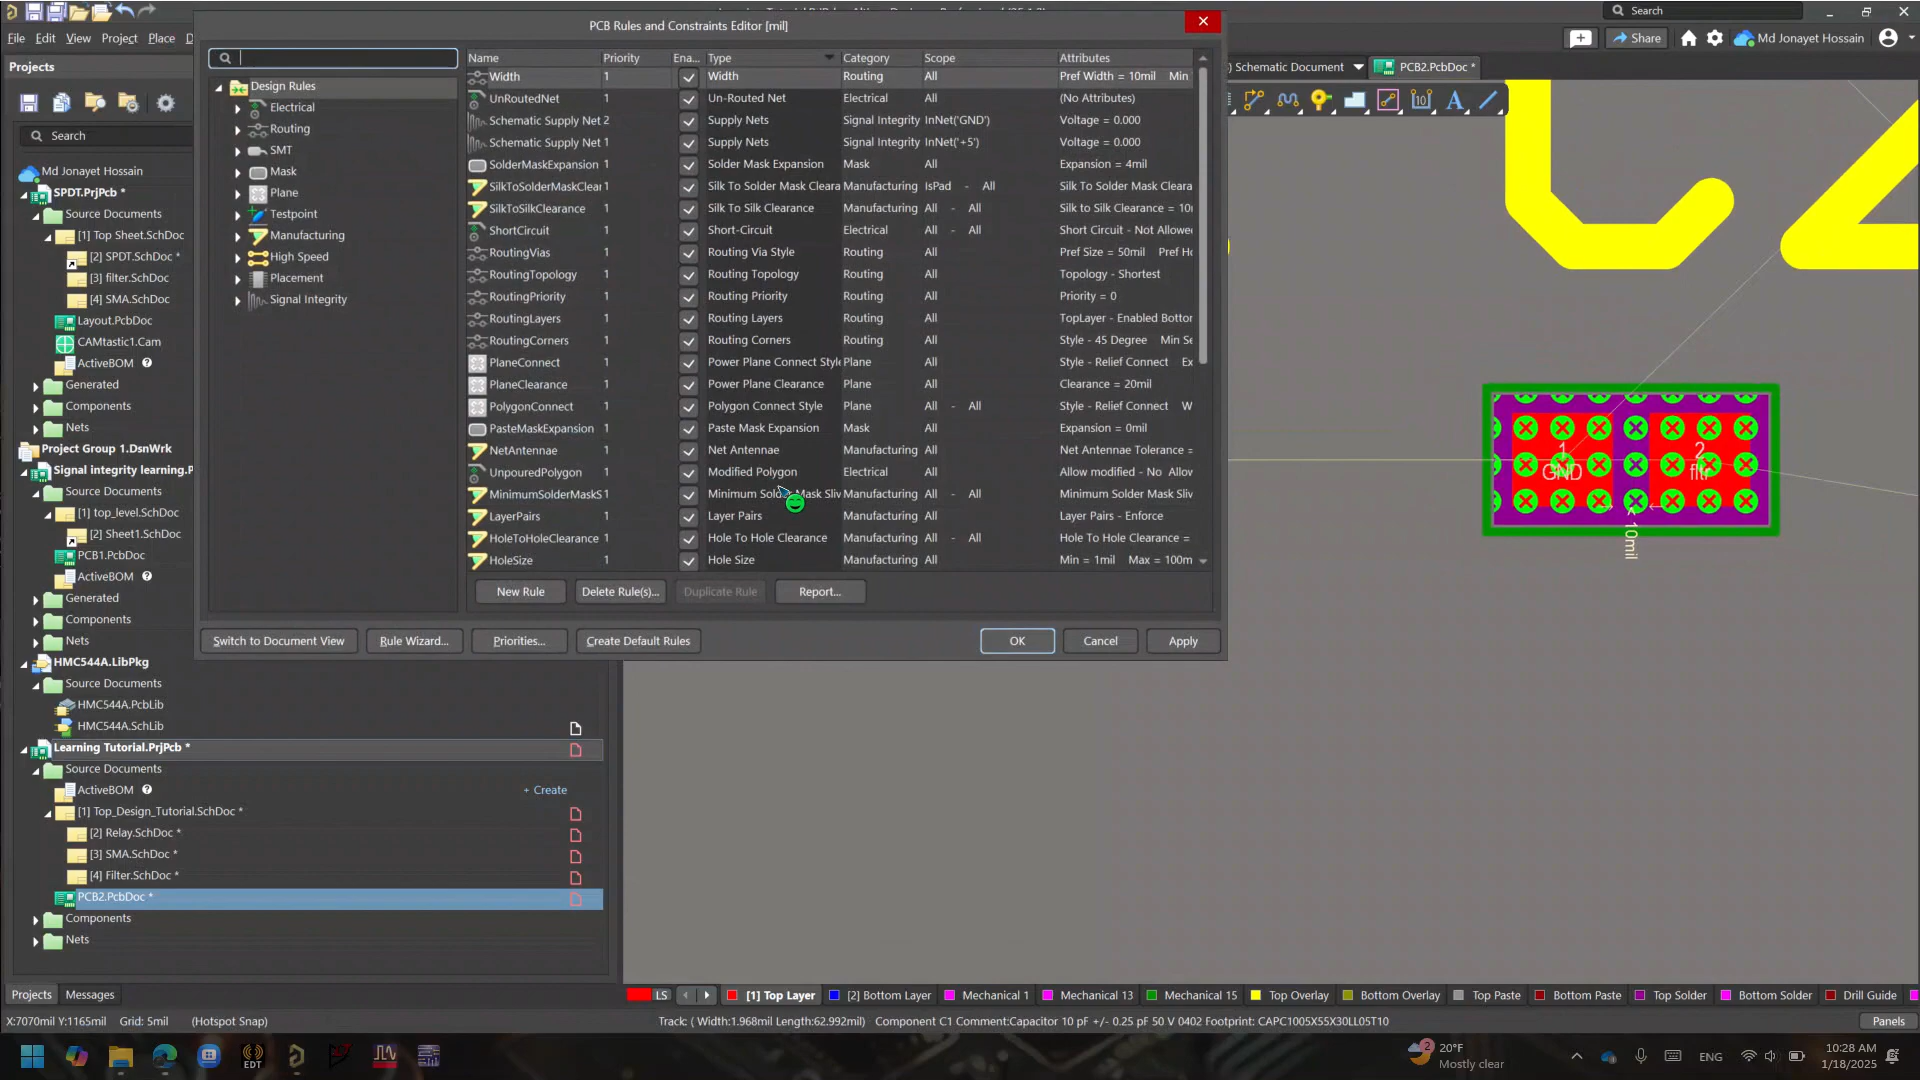 Search
File Edit View Project Place D
Share
Md Jonayet Hossain
Schematic Document
PCB2.PcbDoc *
Projects
Search
Md Jonayet Hossain
SPDT.PrjPcb *
Source Documents
[1] Top Sheet.SchDoc
[2] SPDT.SchDoc *
[3] filter.SchDoc
[4] SMA.SchDoc
Layout.PcbDoc
CAMtastic1.Cam
ActiveBOM
Generated
Components
Nets
Project Group 1.DsnWrk
Signal integrity learning.P
Source Documents
[1] top_level.SchDoc
[2] Sheet1.SchDoc
PCB1.PcbDoc
ActiveBOM
Generated
Components
Nets
HMC544A.LibPkg
Source Documents
HMC544A.PcbLib
HMC544A.SchLib
Learning Tutorial.PrjPcb *
Source Documents
ActiveBOM + Create
[1] Top_Design_Tutorial.SchDoc *
[2] Relay.SchDoc *
[3] SMA.SchDoc *
[4] Filter.SchDoc *
PCB2.PcbDoc *
Components
Nets
Projects Messages
PCB Rules and Constraints Editor [mil]
Design Rules
Electrical
Routing
SMT
Mask
Plane
Testpoint
Manufacturing
High Speed
Placement
Signal Integrity
Name Priority Ena... Type Category Scope Attributes
Width 1 Width Routing All Pref Width = 10mil Min
UnRoutedNet 1 Un-Routed Net Electrical All (No Attributes)
Schematic Supply Net 2 Supply Nets Signal Integrity InNet('GND') Voltage = 0.000
Schematic Supply Net 1 Supply Nets Signal Integrity InNet('+5') Voltage = 0.000
SolderMaskExpansion 1 Solder Mask Expansion Mask All Expansion = 4mil
SilkToSolderMaskClear 1 Silk To Solder Mask Cleara Manufacturing IsPad - All Silk To Solder Mask Cleara
SilkToSilkClearance 1 Silk To Silk Clearance Manufacturing All - All Silk to Silk Clearance = 10
ShortCircuit 1 Short-Circuit Electrical All - All Short Circuit - Not Allowe
RoutingVias 1 Routing Via Style Routing All Pref Size = 50mil Pref H
RoutingTopology 1 Routing Topology Routing All Topology - Shortest
RoutingPriority 1 Routing Priority Routing All Priority = 0
RoutingLayers 1 Routing Layers Routing All TopLayer - Enabled Bottor
RoutingCorners 1 Routing Corners Routing All Style - 45 Degree Min Se
PlaneConnect 1 Power Plane Connect Style Plane All Style - Relief Connect Ex
PlaneClearance 1 Power Plane Clearance Plane All Clearance = 20mil
PolygonConnect 1 Polygon Connect Style Plane All - All Style - Relief Connect W
PasteMaskExpansion 1 Paste Mask Expansion Mask All Expansion = 0mil
NetAntennae 1 Net Antennae Manufacturing All Net Antennae Tolerance =
UnpouredPolygon 1 Modified Polygon Electrical All Allow modified - No Allow
MinimumSolderMaskS 1 Minimum Solder Mask Sliv Manufacturing All - All Minimum Solder Mask Sliv
LayerPairs 1 Layer Pairs Manufacturing All Layer Pairs - Enforce
HoleToHoleClearance 1 Hole To Hole Clearance Manufacturing All - All Hole To Hole Clearance =
HoleSize 1 Hole Size Manufacturing All Min = 1mil Max = 100m
New Rule Delete Rule(s)... Duplicate Rule Report...
Switch to Document View Rule Wizard... Priorities... Create Default Rules OK Cancel Apply
1 2
GND fltr
10mil
LS [1] Top Layer [2] Bottom Layer Mechanical 1 Mechanical 13 Mechanical 15 Top Overlay Bottom Overlay Top Paste Bottom Paste Top Solder Bottom Solder Drill Guide
X:7070mil Y:1165mil Grid: 5mil (Hotspot Snap) Track: ( Width:1.968mil Length:62.992mil) Component C1 Comment:Capacitor 10 pF +/- 0.25 pF 50 V 0402 Footprint: CAPC1005X55X30LL05T10 Panels
EDT
2
20°F
Mostly clear
ENG
10:28 AM
1/18/2025